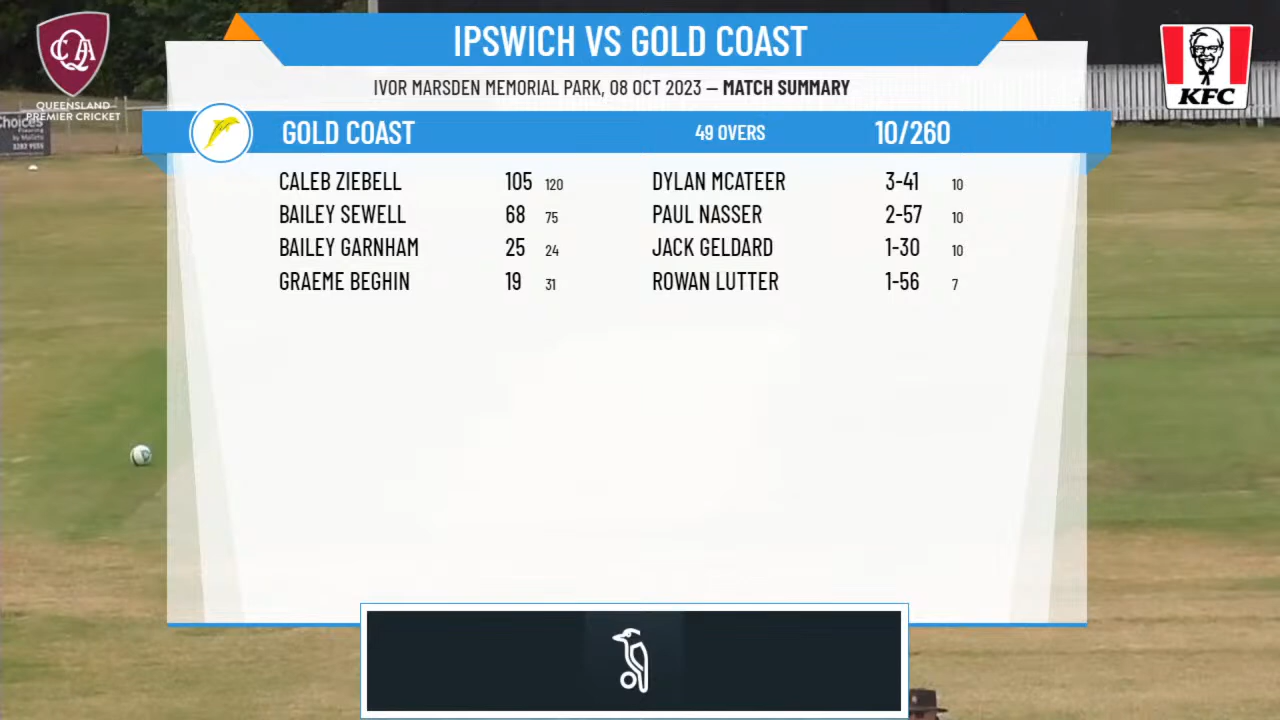 IPSWICH VS GOLD COAST
IVOR MARSDEN MEMORIAL PARK, 08 OCT 2023 – MATCH SUMMARY
QUEENSLAND
PREMIER CRICKET
KFC
Choices
GOLD COAST 49 OVERS 10/260
CALEB ZIEBELL 105 120 DYLAN MCATEER 3-41 10
BAILEY SEWELL 68 75 PAUL NASSER 2-57 10
BAILEY GARNHAM 25 24 JACK GELDARD 1-30 10
GRAEME BEGHIN 19 31 ROWAN LUTTER 1-56 7